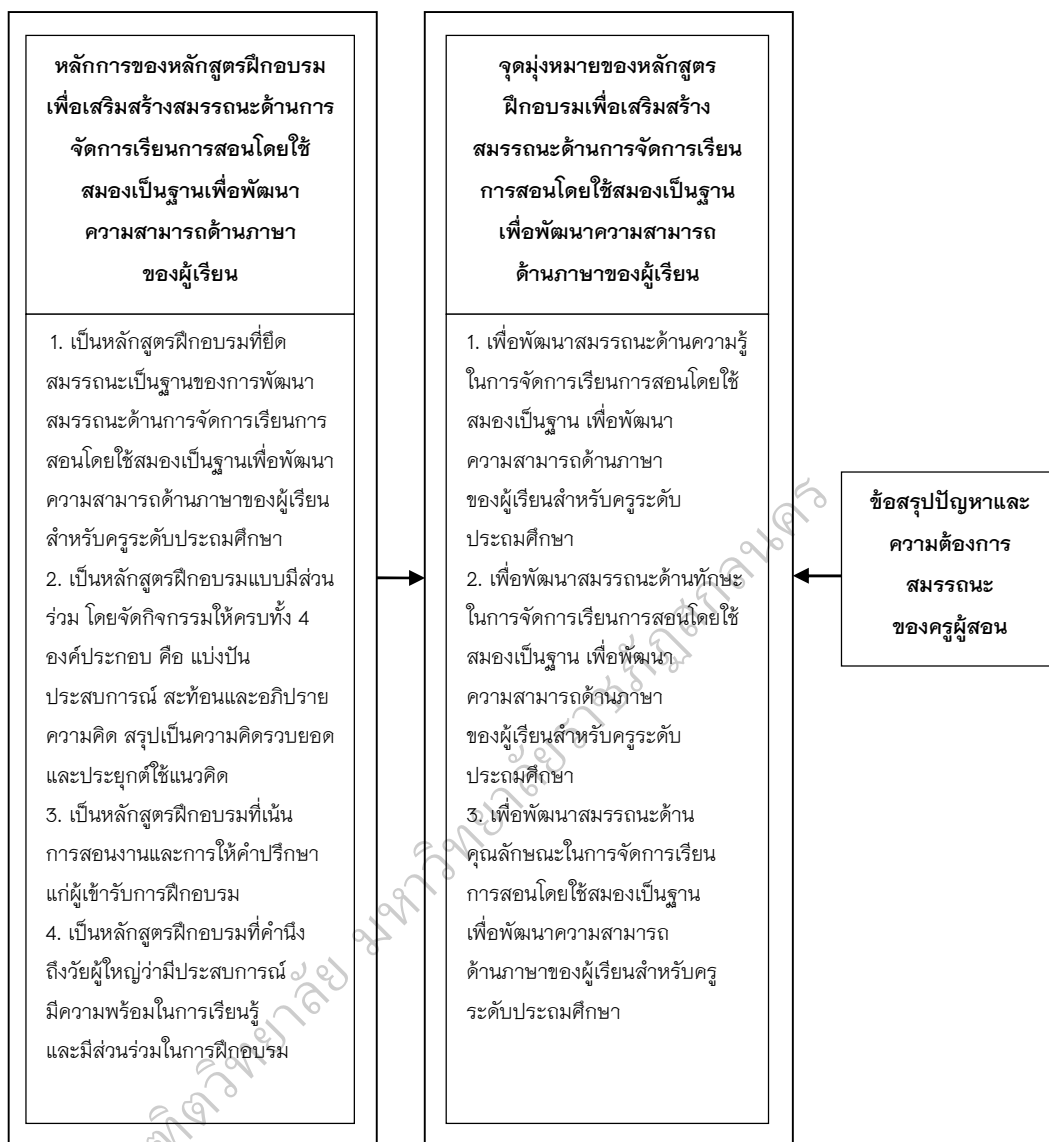 หลักการของหลักสูตรฝึกอบรม
เพื่อเสริมสร้างสมรรถนะด้านการ
จัดการเรียนการสอนโดยใช้
สมองเป็นฐานเพื่อพัฒนา
ความสามารถด้านภาษา
ของผู้เรียน
1. เป็นหลักสูตรฝึกอบรมที่ยึด
สมรรถนะเป็นฐานของการพัฒนา
สมรรถนะด้านการจัดการเรียนการ
สอนโดยใช้สมองเป็นฐานเพื่อพัฒนา
ความสามารถด้านภาษาของผู้เรียน
สำหรับครูระดับประถมศึกษา
2. เป็นหลักสูตรฝึกอบรมแบบมีส่วน
ร่วม โดยจัดกิจกรรมให้ครบทั้ง 4
องค์ประกอบ คือ แบ่งปัน
ประสบการณ์ สะท้อนและอภิปราย
ความคิด สรุปเป็นความคิดรวบยอด
และประยุกต์ใช้แนวคิด
3. เป็นหลักสูตรฝึกอบรมที่เน้น
การสอนงานและการให้คำปรึกษา
แก่ผู้เข้ารับการฝึกอบรม
4. เป็นหลักสูตรฝึกอบรมที่คำนึง
ถึงวัยผู้ใหญ่ว่ามีประสบการณ์
มีความพร้อมในการเรียนรู้
และมีส่วนร่วมในการฝึกอบรม
จุดมุ่งหมายของหลักสูตร
ฝึกอบรมเพื่อเสริมสร้าง
สมรรถนะด้านการจัดการเรียน
การสอนโดยใช้สมองเป็นฐาน
เพื่อพัฒนาความสามารถ
ด้านภาษาของผู้เรียน
1. เพื่อพัฒนาสมรรถนะด้านความรู้
ในการจัดการเรียนการสอนโดยใช้
สมองเป็นฐาน เพื่อพัฒนา
ความสามารถด้านภาษา
ของผู้เรียนสำหรับครูระดับ
ประถมศึกษา
2. เพื่อพัฒนาสมรรถนะด้านทักษะ
ในการจัดการเรียนการสอนโดยใช้
สมองเป็นฐาน เพื่อพัฒนา
ความสามารถด้านภาษา
ของผู้เรียนสำหรับครูระดับ
ประถมศึกษา
3. เพื่อพัฒนาสมรรถนะด้าน
คุณลักษณะในการจัดการเรียน
การสอนโดยใช้สมองเป็นฐาน
เพื่อพัฒนาความสามารถ
ด้านภาษาของผู้เรียนสำหรับครู
ระดับประถมศึกษา
ข้อสรุปปัญหาและ
ความต้องการ
สมรรถนะ
ของครูผู้สอน
มหาวิทยาลัยราชภัฏสกลนคร